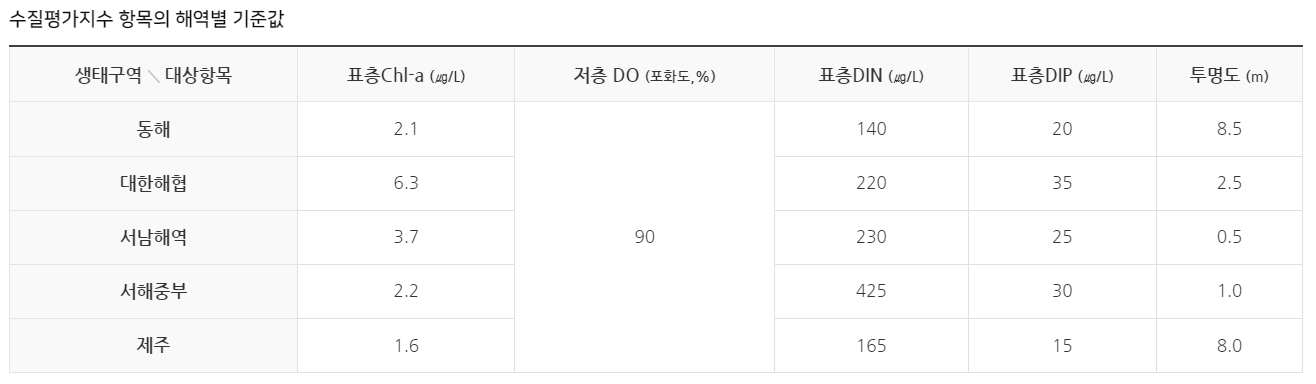 수질평가지수 항목의 해역별 기준값
생태구역 ＼ 대상항목 표층Chl-a (㎍/L) 저층 DO (포화도,%) 표층DIN (㎍/L) 표층DIP (㎍/L) 투명도 (m)
동해 2.1 140 20 8.5
대한해협 6.3 220 35 2.5
서남해역 3.7 90 230 25 0.5
서해중부 2.2 425 30 1.0
제주 1.6 165 15 8.0